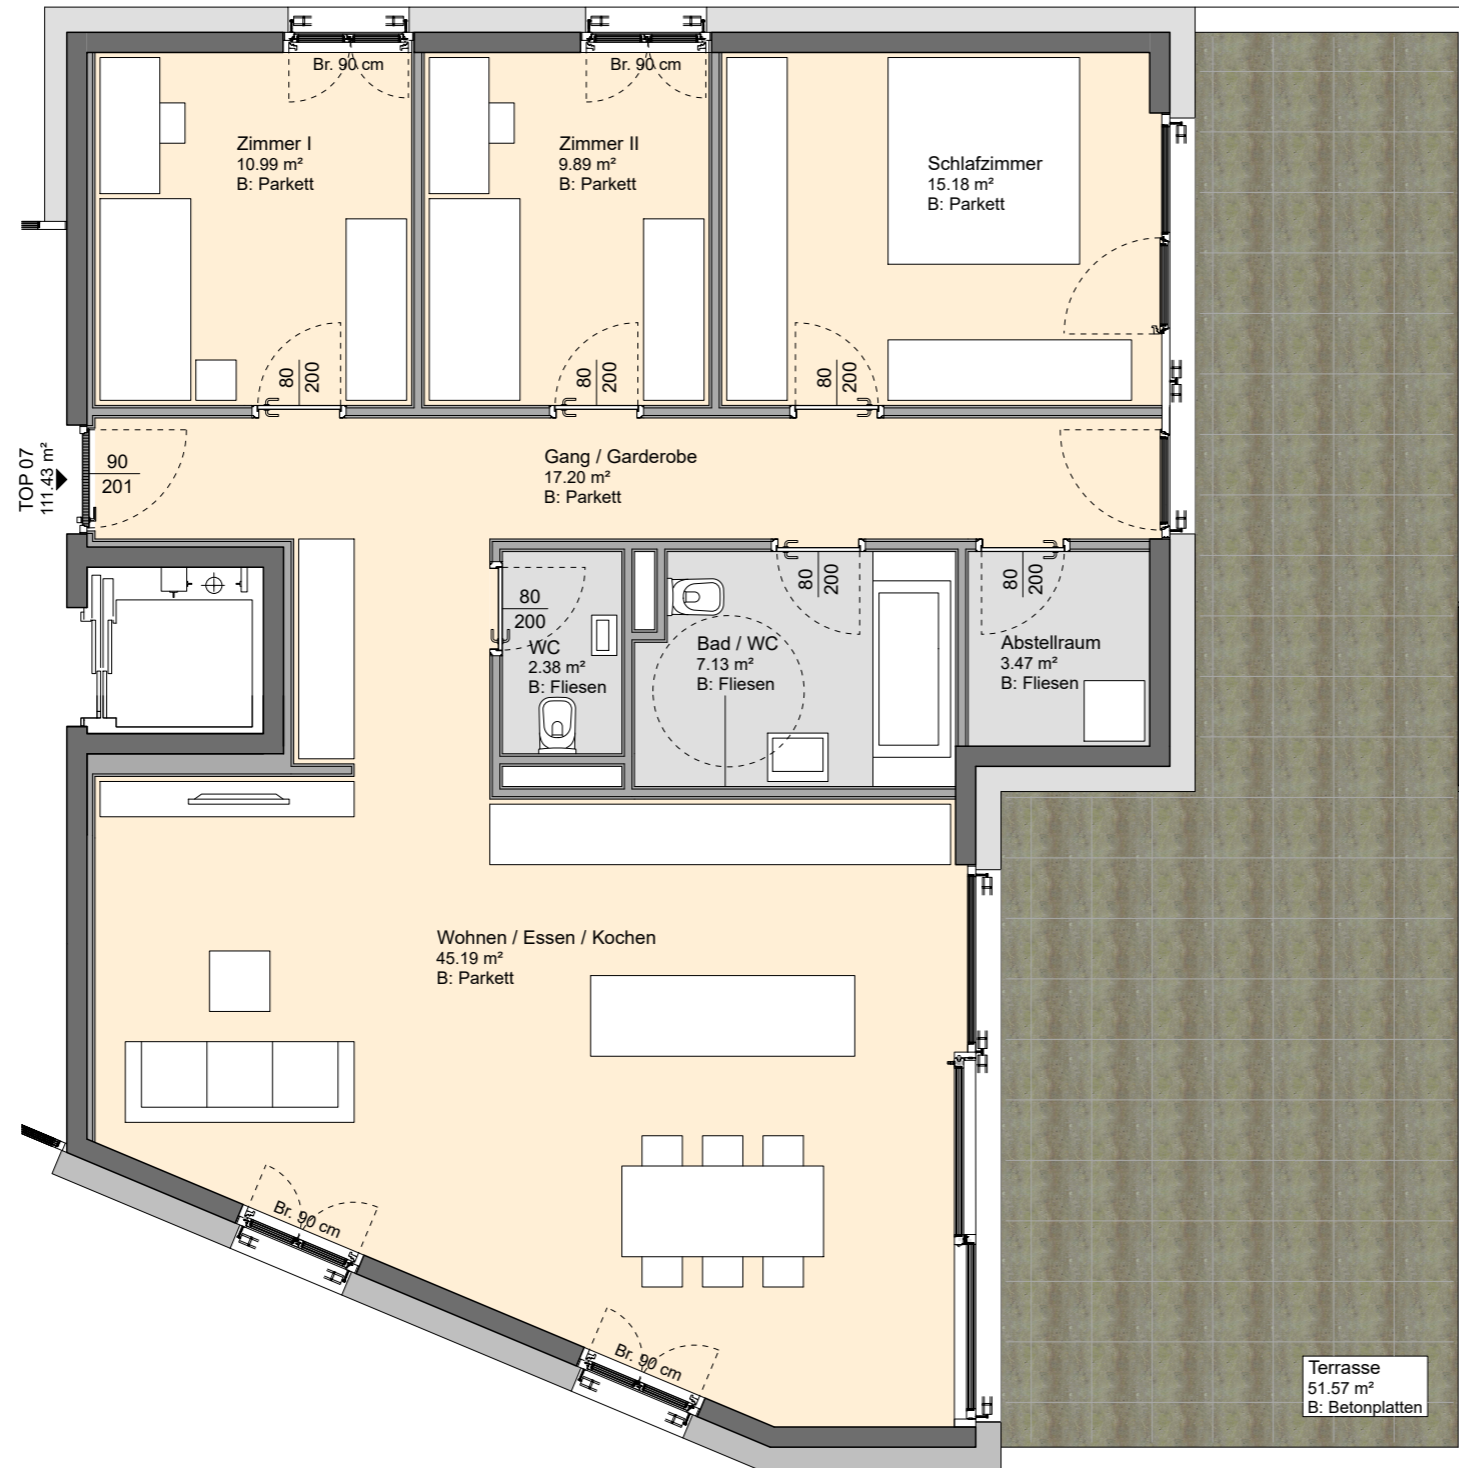 Br. 90 cm
Br. 90 cm
Zimmer I
10.99 m²
B: Parkett
Zimmer II
9.89 m²
B: Parkett
Schlafzimmer
15.18 m²
B: Parkett
80
200
80
200
80
200
TOP 07
111.43 m²
90
201
Gang / Garderobe
17.20 m²
B: Parkett
80
200
WC
2.38 m²
B: Fliesen
80
200
Bad / WC
7.13 m²
B: Fliesen
80
200
Abstellraum
3.47 m²
B: Fliesen
Wohnen / Essen / Kochen
45.19 m²
B: Parkett
Br. 90 cm
Br. 90 cm
Terrasse
51.57 m²
B: Betonplatten